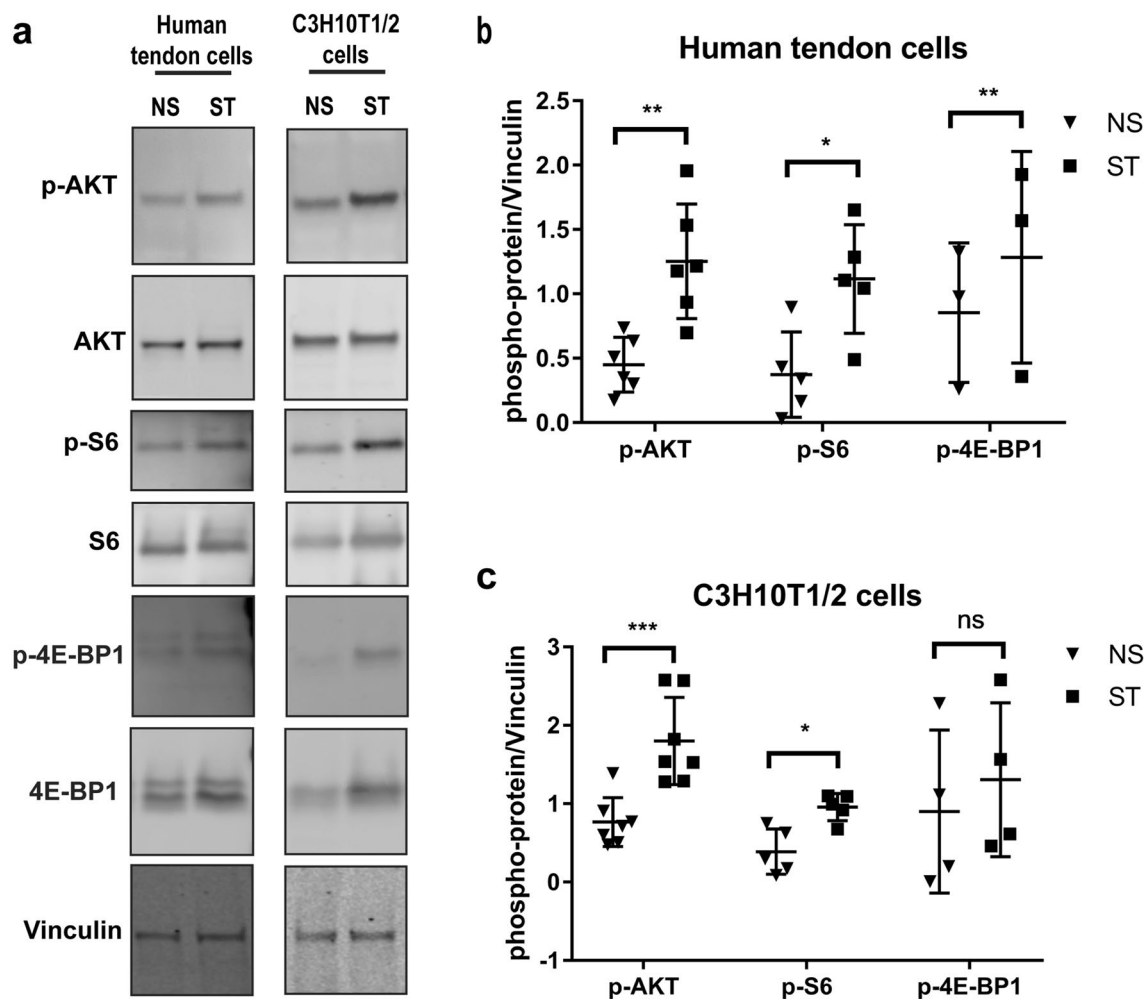 a
Human
tendon cells
C3H10T1/2
cells
NS ST
NS ST
p-AKT
AKT
p-S6
S6
p-4E-BP1
4E-BP1
Vinculin
b
Human tendon cells
phospho-protein/Vinculin
2.5
2.0
1.5
1.0
0.5
0.0
**
*
**
NS
ST
p-AKT p-S6 p-4E-BP1
c
C3H10T1/2 cells
phospho-protein/Vinculin
3
2
1
0
-1
***
*
ns
NS
ST
p-AKT p-S6 p-4E-BP1